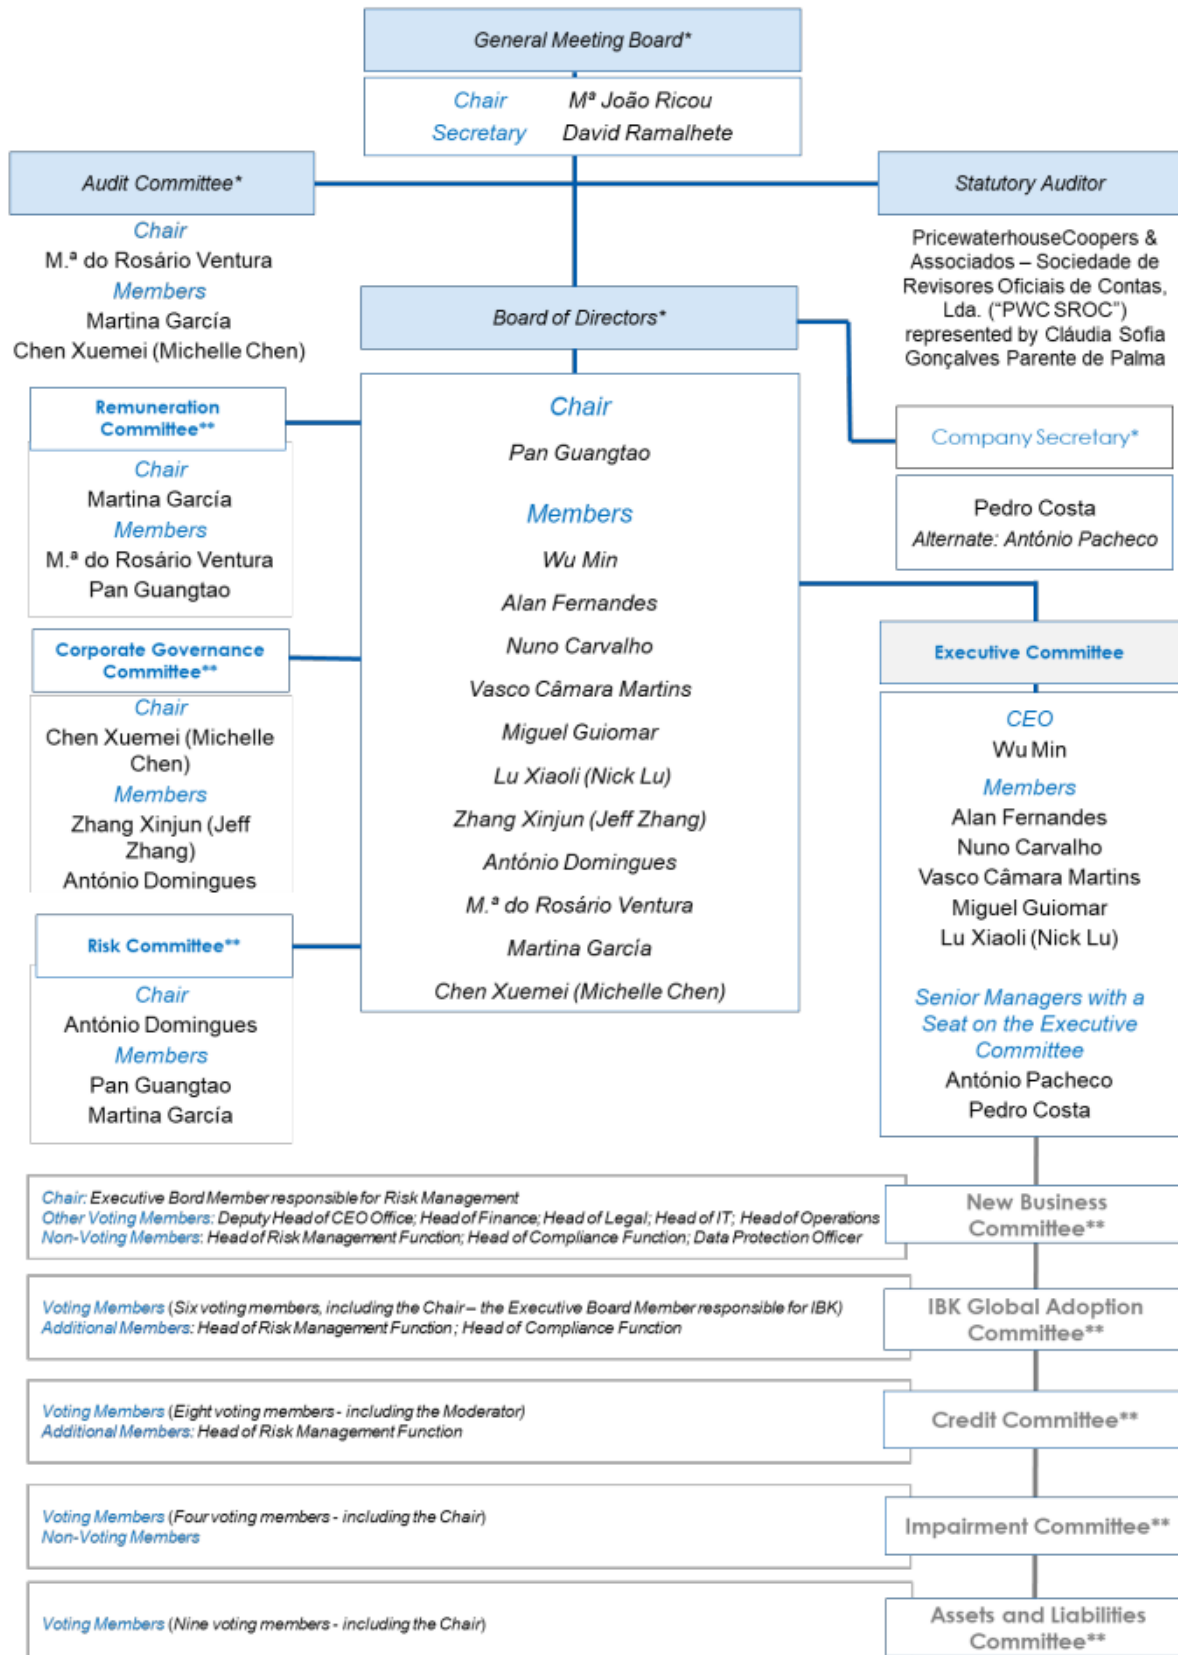 General Meeting Board*
Chair Mª João Ricou
Secretary David Ramalhete
Audit Committee*
Chair
M.ª do Rosário Ventura
Members
Martina García
Chen Xuemei (Michelle Chen)
Statutory Auditor
PricewaterhouseCoopers &
Associados – Sociedade de
Revisores Oficiais de Contas,
Lda. (“PWC SROC”)
represented by Cláudia Sofia
Gonçalves Parente de Palma
Board of Directors*
Chair
Pan Guangtao
Members
Wu Min
Alan Fernandes
Nuno Carvalho
Vasco Câmara Martins
Miguel Guiomar
Lu Xiaoli (Nick Lu)
Zhang Xinjun (Jeff Zhang)
António Domingues
M.ª do Rosário Ventura
Martina García
Chen Xuemei (Michelle Chen)
Remuneration
Committee**
Chair
Martina García
Members
M.ª do Rosário Ventura
Pan Guangtao
Corporate Governance
Committee**
Chair
Chen Xuemei (Michelle
Chen)
Members
Zhang Xinjun (Jeff
Zhang)
António Domingues
Risk Committee**
Chair
António Domingues
Members
Pan Guangtao
Martina García
Company Secretary*
Pedro Costa
Alternate: António Pacheco
Executive Committee
CEO
Wu Min
Members
Alan Fernandes
Nuno Carvalho
Vasco Câmara Martins
Miguel Guiomar
Lu Xiaoli (Nick Lu)
Senior Managers with a
Seat on the Executive
Committee
António Pacheco
Pedro Costa
Chair: Executive Bord Member responsible for Risk Management
Other Voting Members: Deputy Head of CEO Office; Head of Finance; Head of Legal; Head of IT; Head of Operations
Non-Voting Members: Head of Risk Management Function; Head of Compliance Function; Data Protection Officer
New Business
Committee**
Voting Members (Six voting members, including the Chair – the Executive Board Member responsible for IBK)
Additional Members: Head of Risk Management Function; Head of Compliance Function
IBK Global Adoption
Committee**
Voting Members (Eight voting members - including the Moderator)
Additional Members: Head of Risk Management Function
Credit Committee**
Voting Members (Four voting members - including the Chair)
Non-Voting Members
Impairment Committee**
Voting Members (Nine voting members - including the Chair)
Assets and Liabilities
Committee**